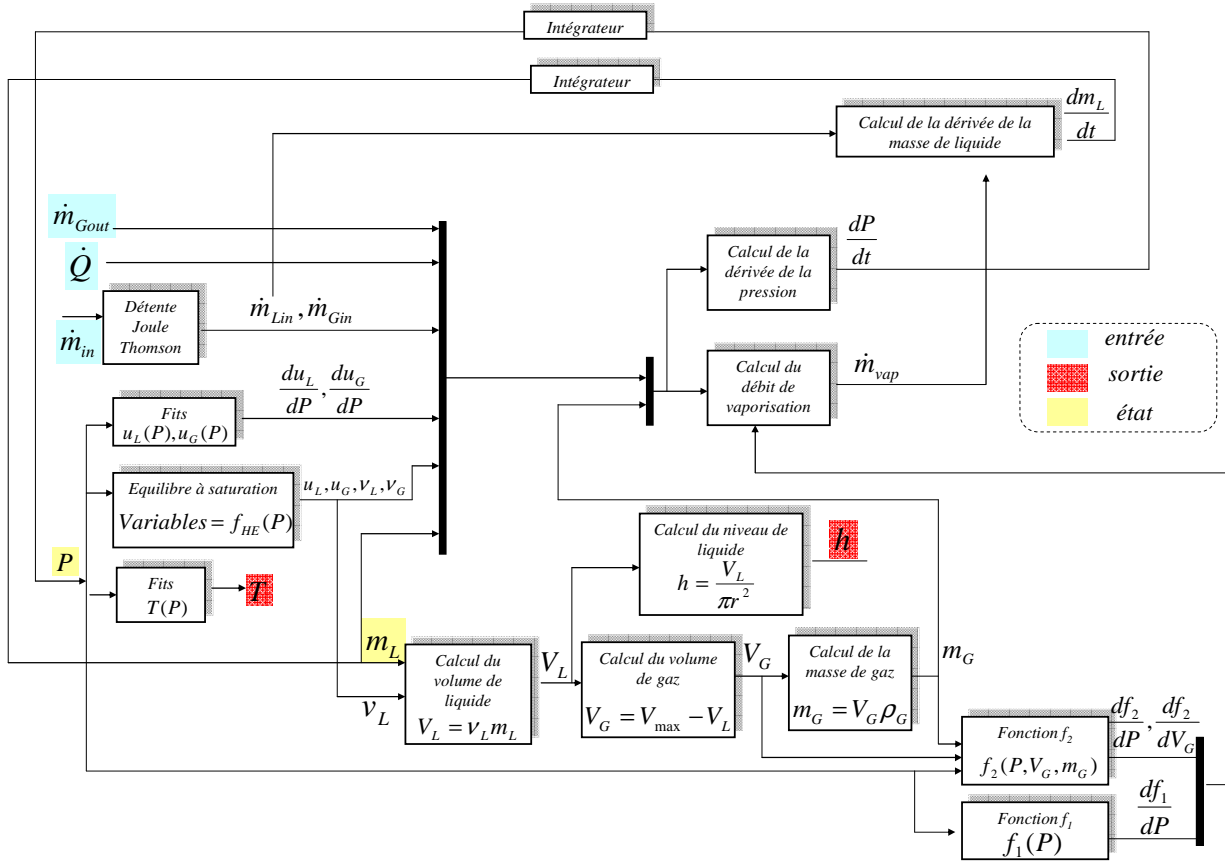 Intégrateur
Intégrateur
Calcul de la dérivée de la
masse de liquide
dm_L
dt
ṁ_Gout
Q̇
ṁ_in
Détente
Joule
Thomson
ṁ_Lin , ṁ_Gin
Calcul de la
dérivée de la
pression
dP
dt
Calcul du
débit de
vaporisation
ṁ_vap
entrée
sortie
état
Fits
u_L(P), u_G(P)
du_L/dP , du_G/dP
Equilibre à saturation
Variables = f_HE(P)
u_L, u_G, v_L, v_G
P
Fits
T(P)
T
Calcul du niveau de
liquide
h = V_L / πr²
h
m_L
v_L
Calcul du
volume de
liquide
V_L = v_L m_L
V_L
Calcul du volume
de gaz
V_G = V_max − V_L
V_G
Calcul de la
masse de gaz
m_G = V_G ρ_G
m_G
Fonction f_2
f_2(P,V_G,m_G)
df_2/dP , df_2/dV_G
Fonction f_1
f_1(P)
df_1/dP